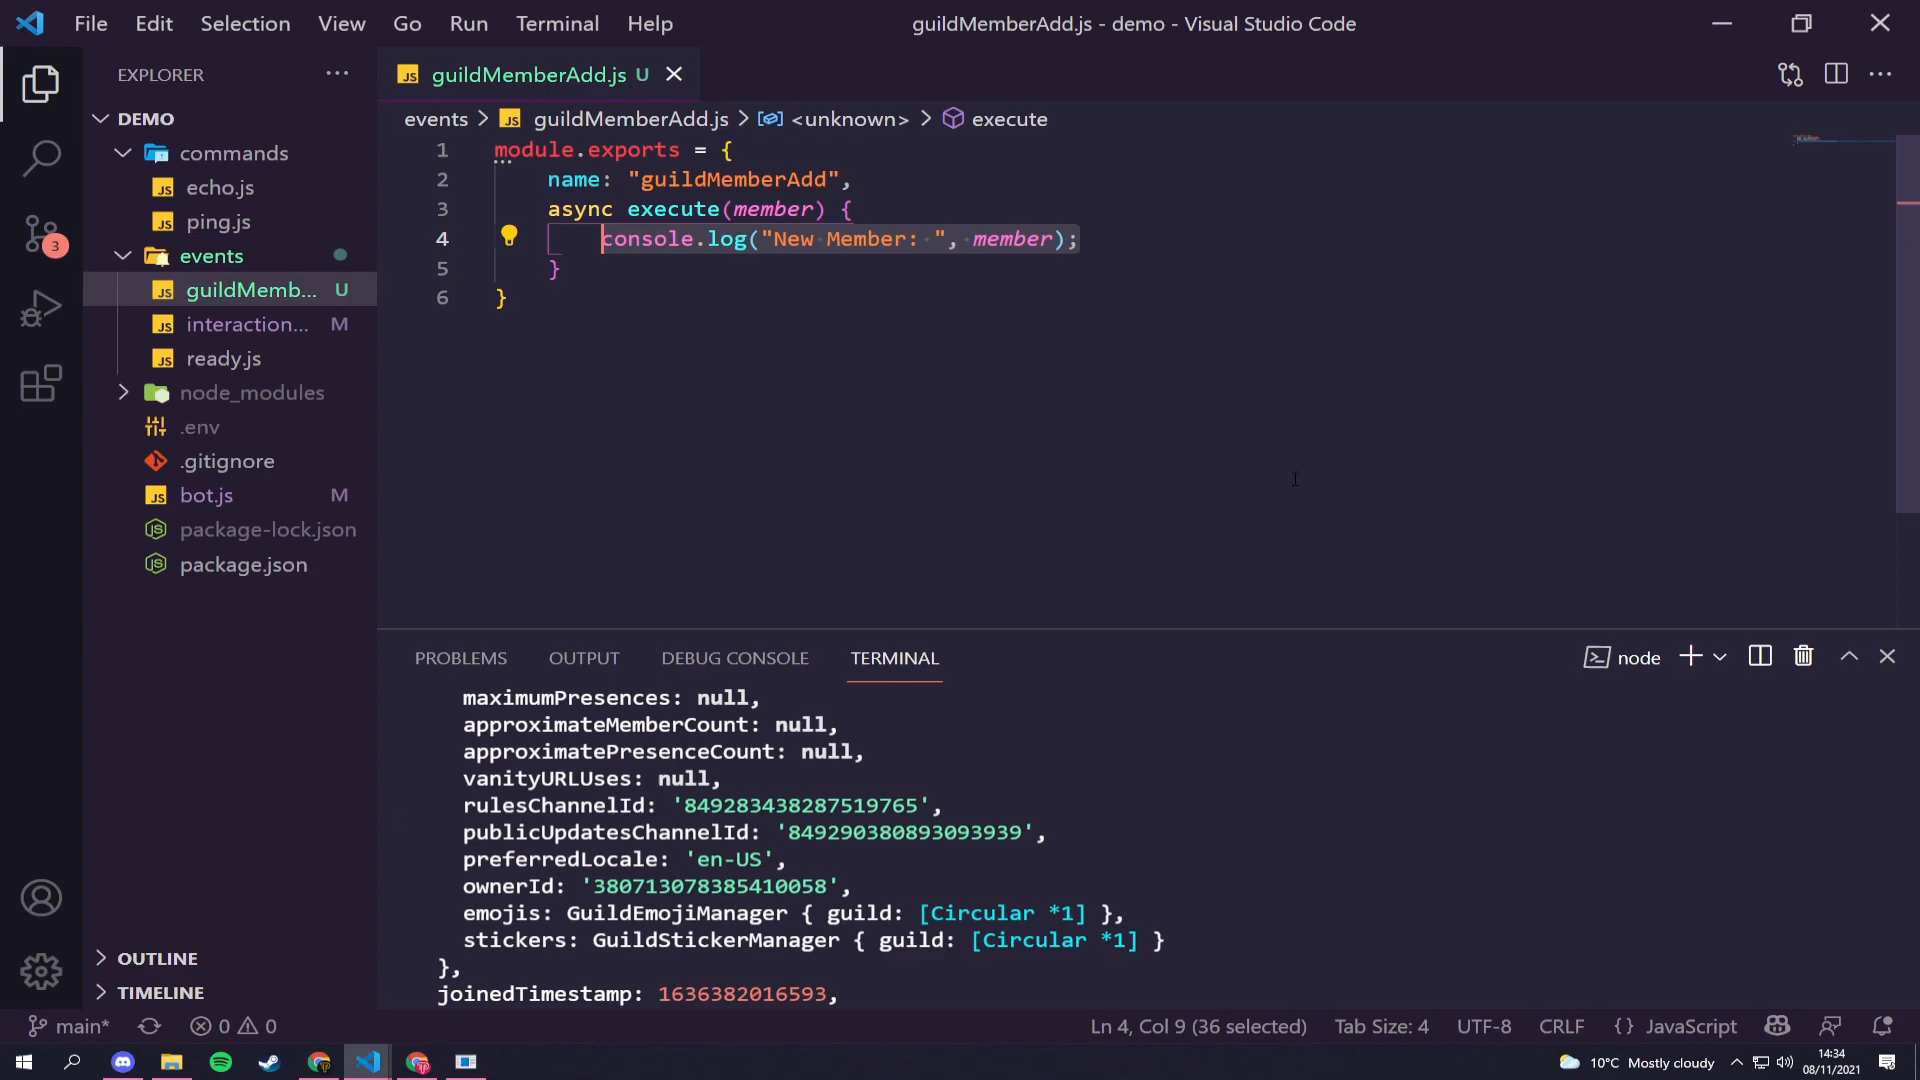 File Edit Selection View Go Run Terminal Help guildMemberAdd.js - demo - Visual Studio Code
EXPLORER
guildMemberAdd.js U
DEMO
commands
echo.js
ping.js
events
guildMemb... U
interaction... M
ready.js
node_modules
.env
.gitignore
bot.js M
package-lock.json
package.json
OUTLINE
TIMELINE
3
events > guildMemberAdd.js > <unknown> > execute
1 module.exports = {
2 name: "guildMemberAdd",
3 async execute(member) {
4 console.log("New Member: ", member);
5 }
6 }
PROBLEMS OUTPUT DEBUG CONSOLE TERMINAL node
maximumPresences: null,
approximateMemberCount: null,
approximatePresenceCount: null,
vanityURLUses: null,
rulesChannelId: '849283438287519765',
publicUpdatesChannelId: '849290380893093939',
preferredLocale: 'en-US',
ownerId: '380713078385410058',
emojis: GuildEmojiManager { guild: [Circular *1] },
stickers: GuildStickerManager { guild: [Circular *1] }
},
joinedTimestamp: 1636382016593,
main* 0 0 Ln 4, Col 9 (36 selected) Tab Size: 4 UTF-8 CRLF {} JavaScript
10°C Mostly cloudy 14:34
08/11/2021